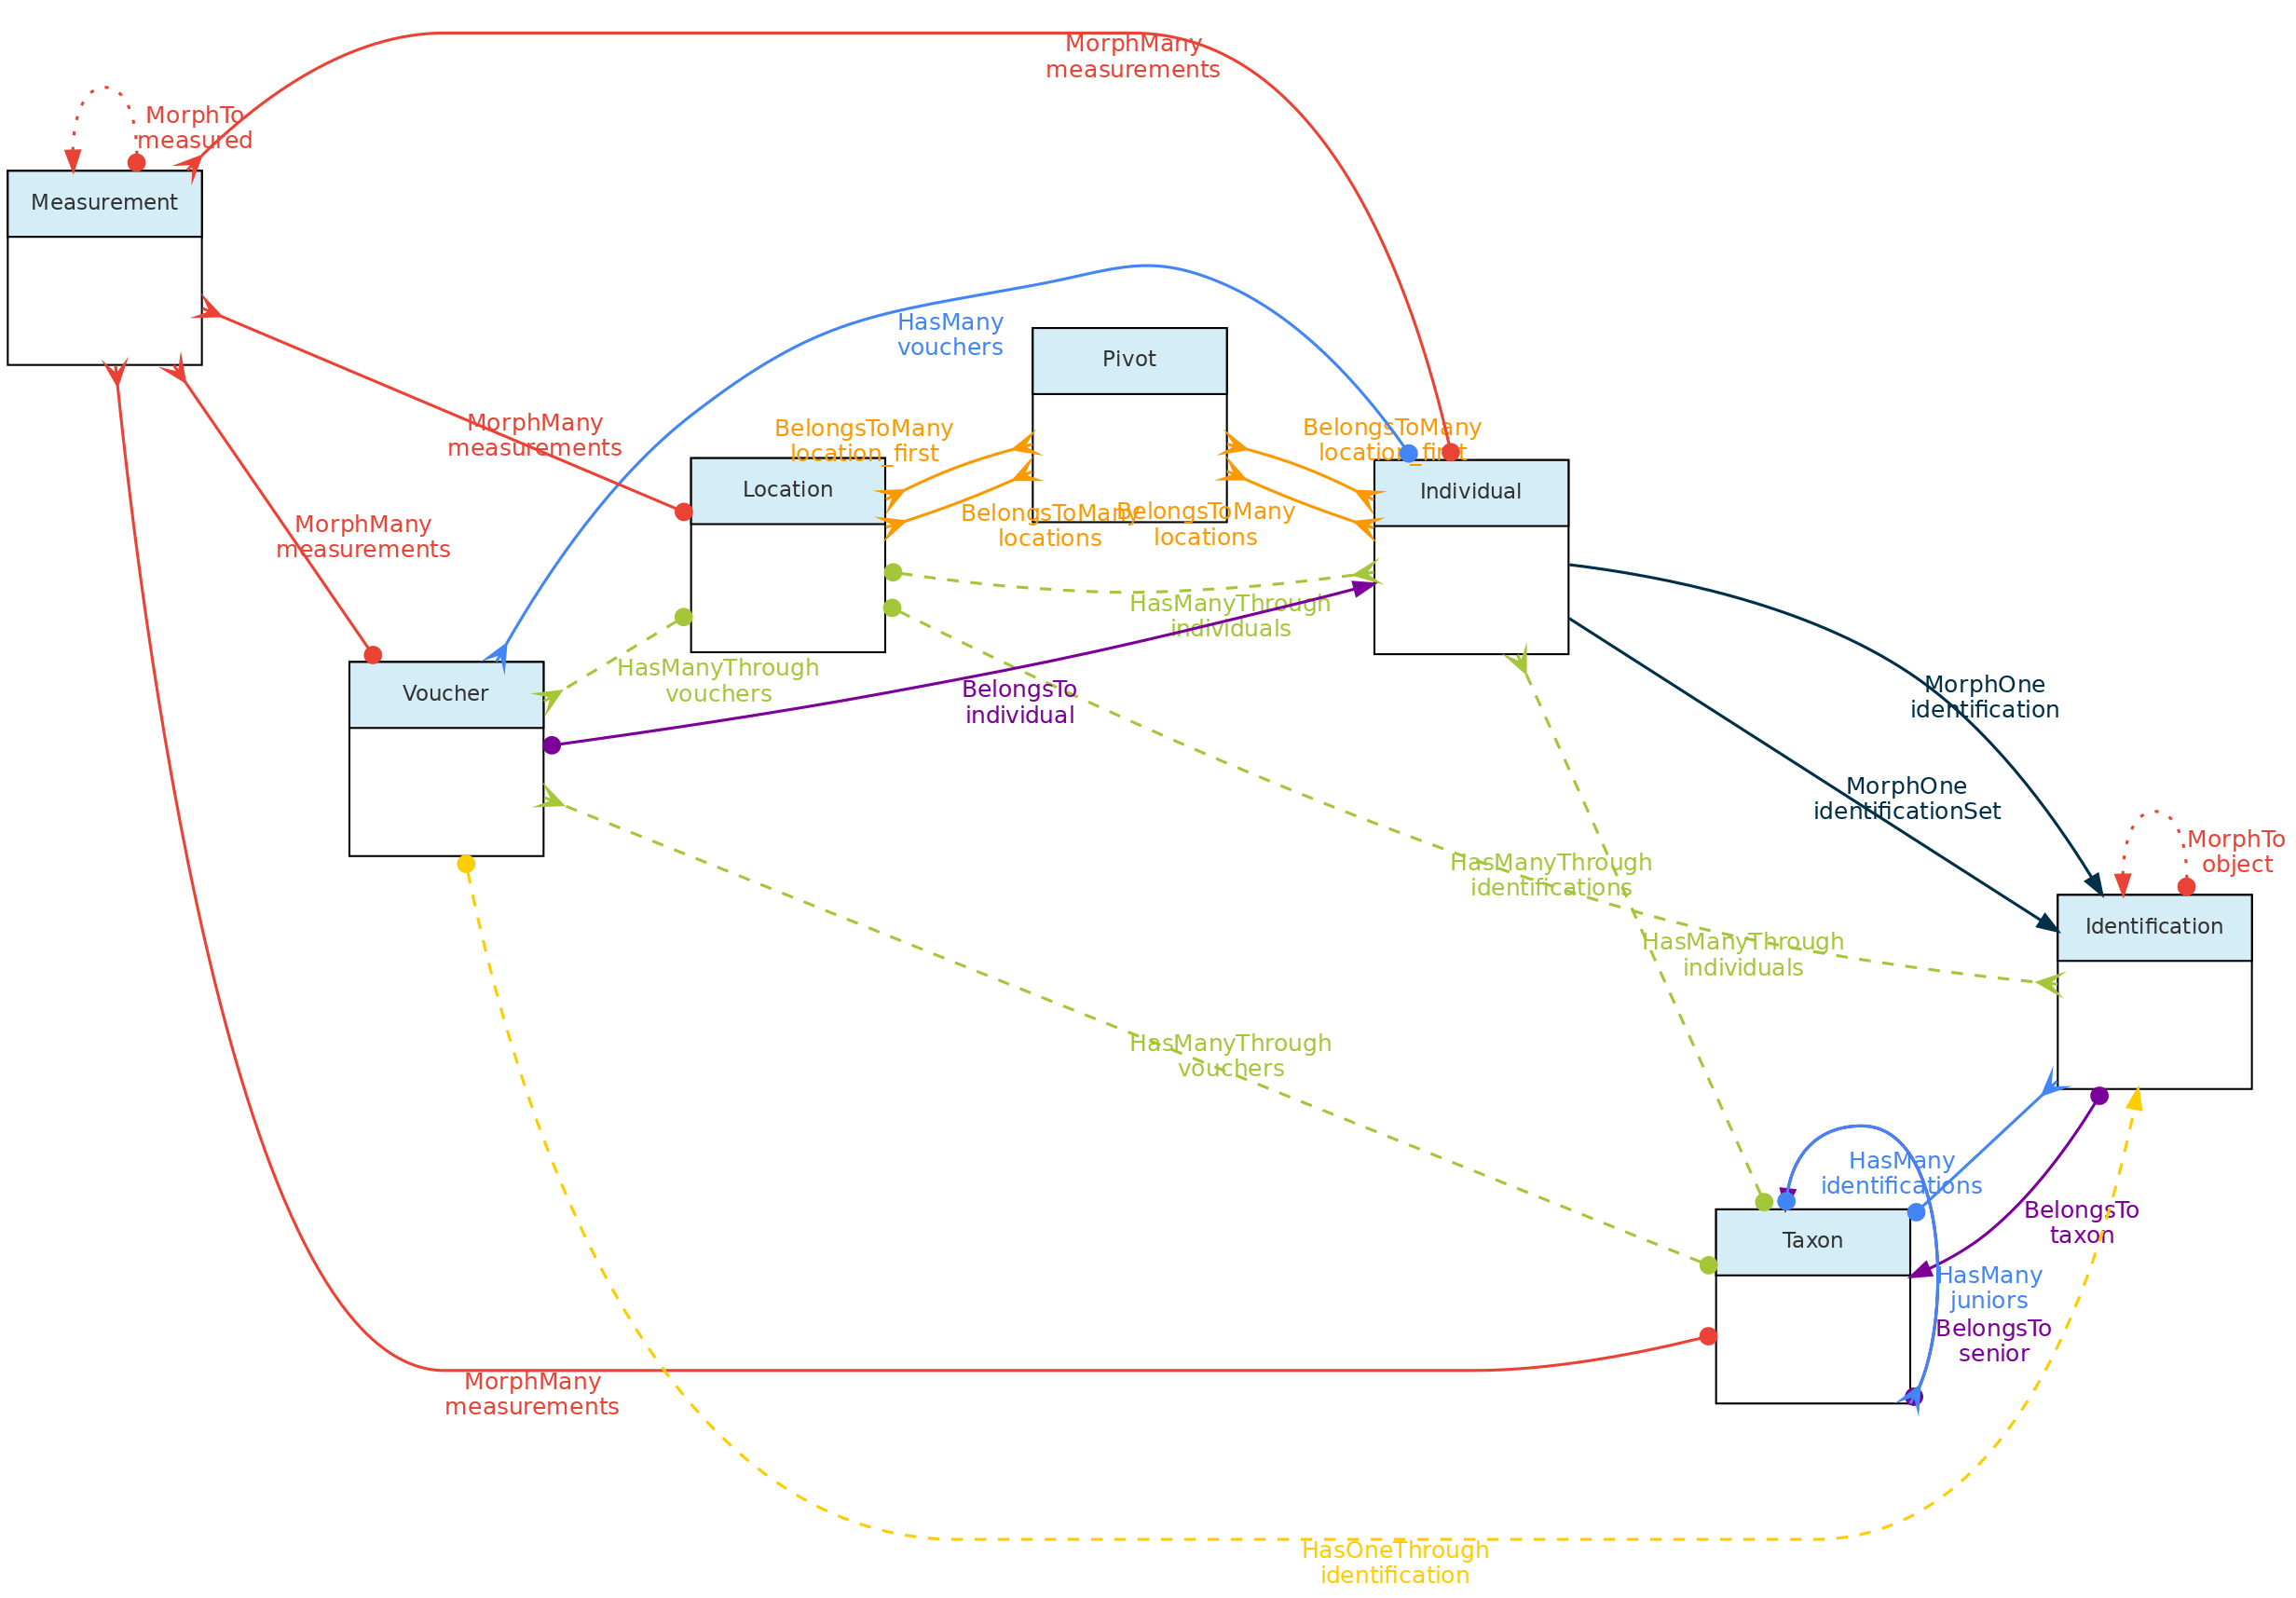 MorphMany
measurements
MorphTo
measured
Measurement
HasMany
vouchers
Pivot
MorphMany
measurements
BelongsToMany
location_first
BelongsToMany
location_first
Location
Individual
MorphMany
measurements
BelongsToMany
locations
BelongsToMany
locations
HasManyThrough
individuals
HasManyThrough
vouchers
Voucher
BelongsTo
individual
MorphOne
identification
MorphOne
identificationSet
MorphTo
object
HasManyThrough
identifications
Identification
HasManyThrough
individuals
HasManyThrough
vouchers
HasMany
identifications
BelongsTo
taxon
Taxon
HasMany
juniors
BelongsTo
senior
MorphMany
measurements
HasOneThrough
identification